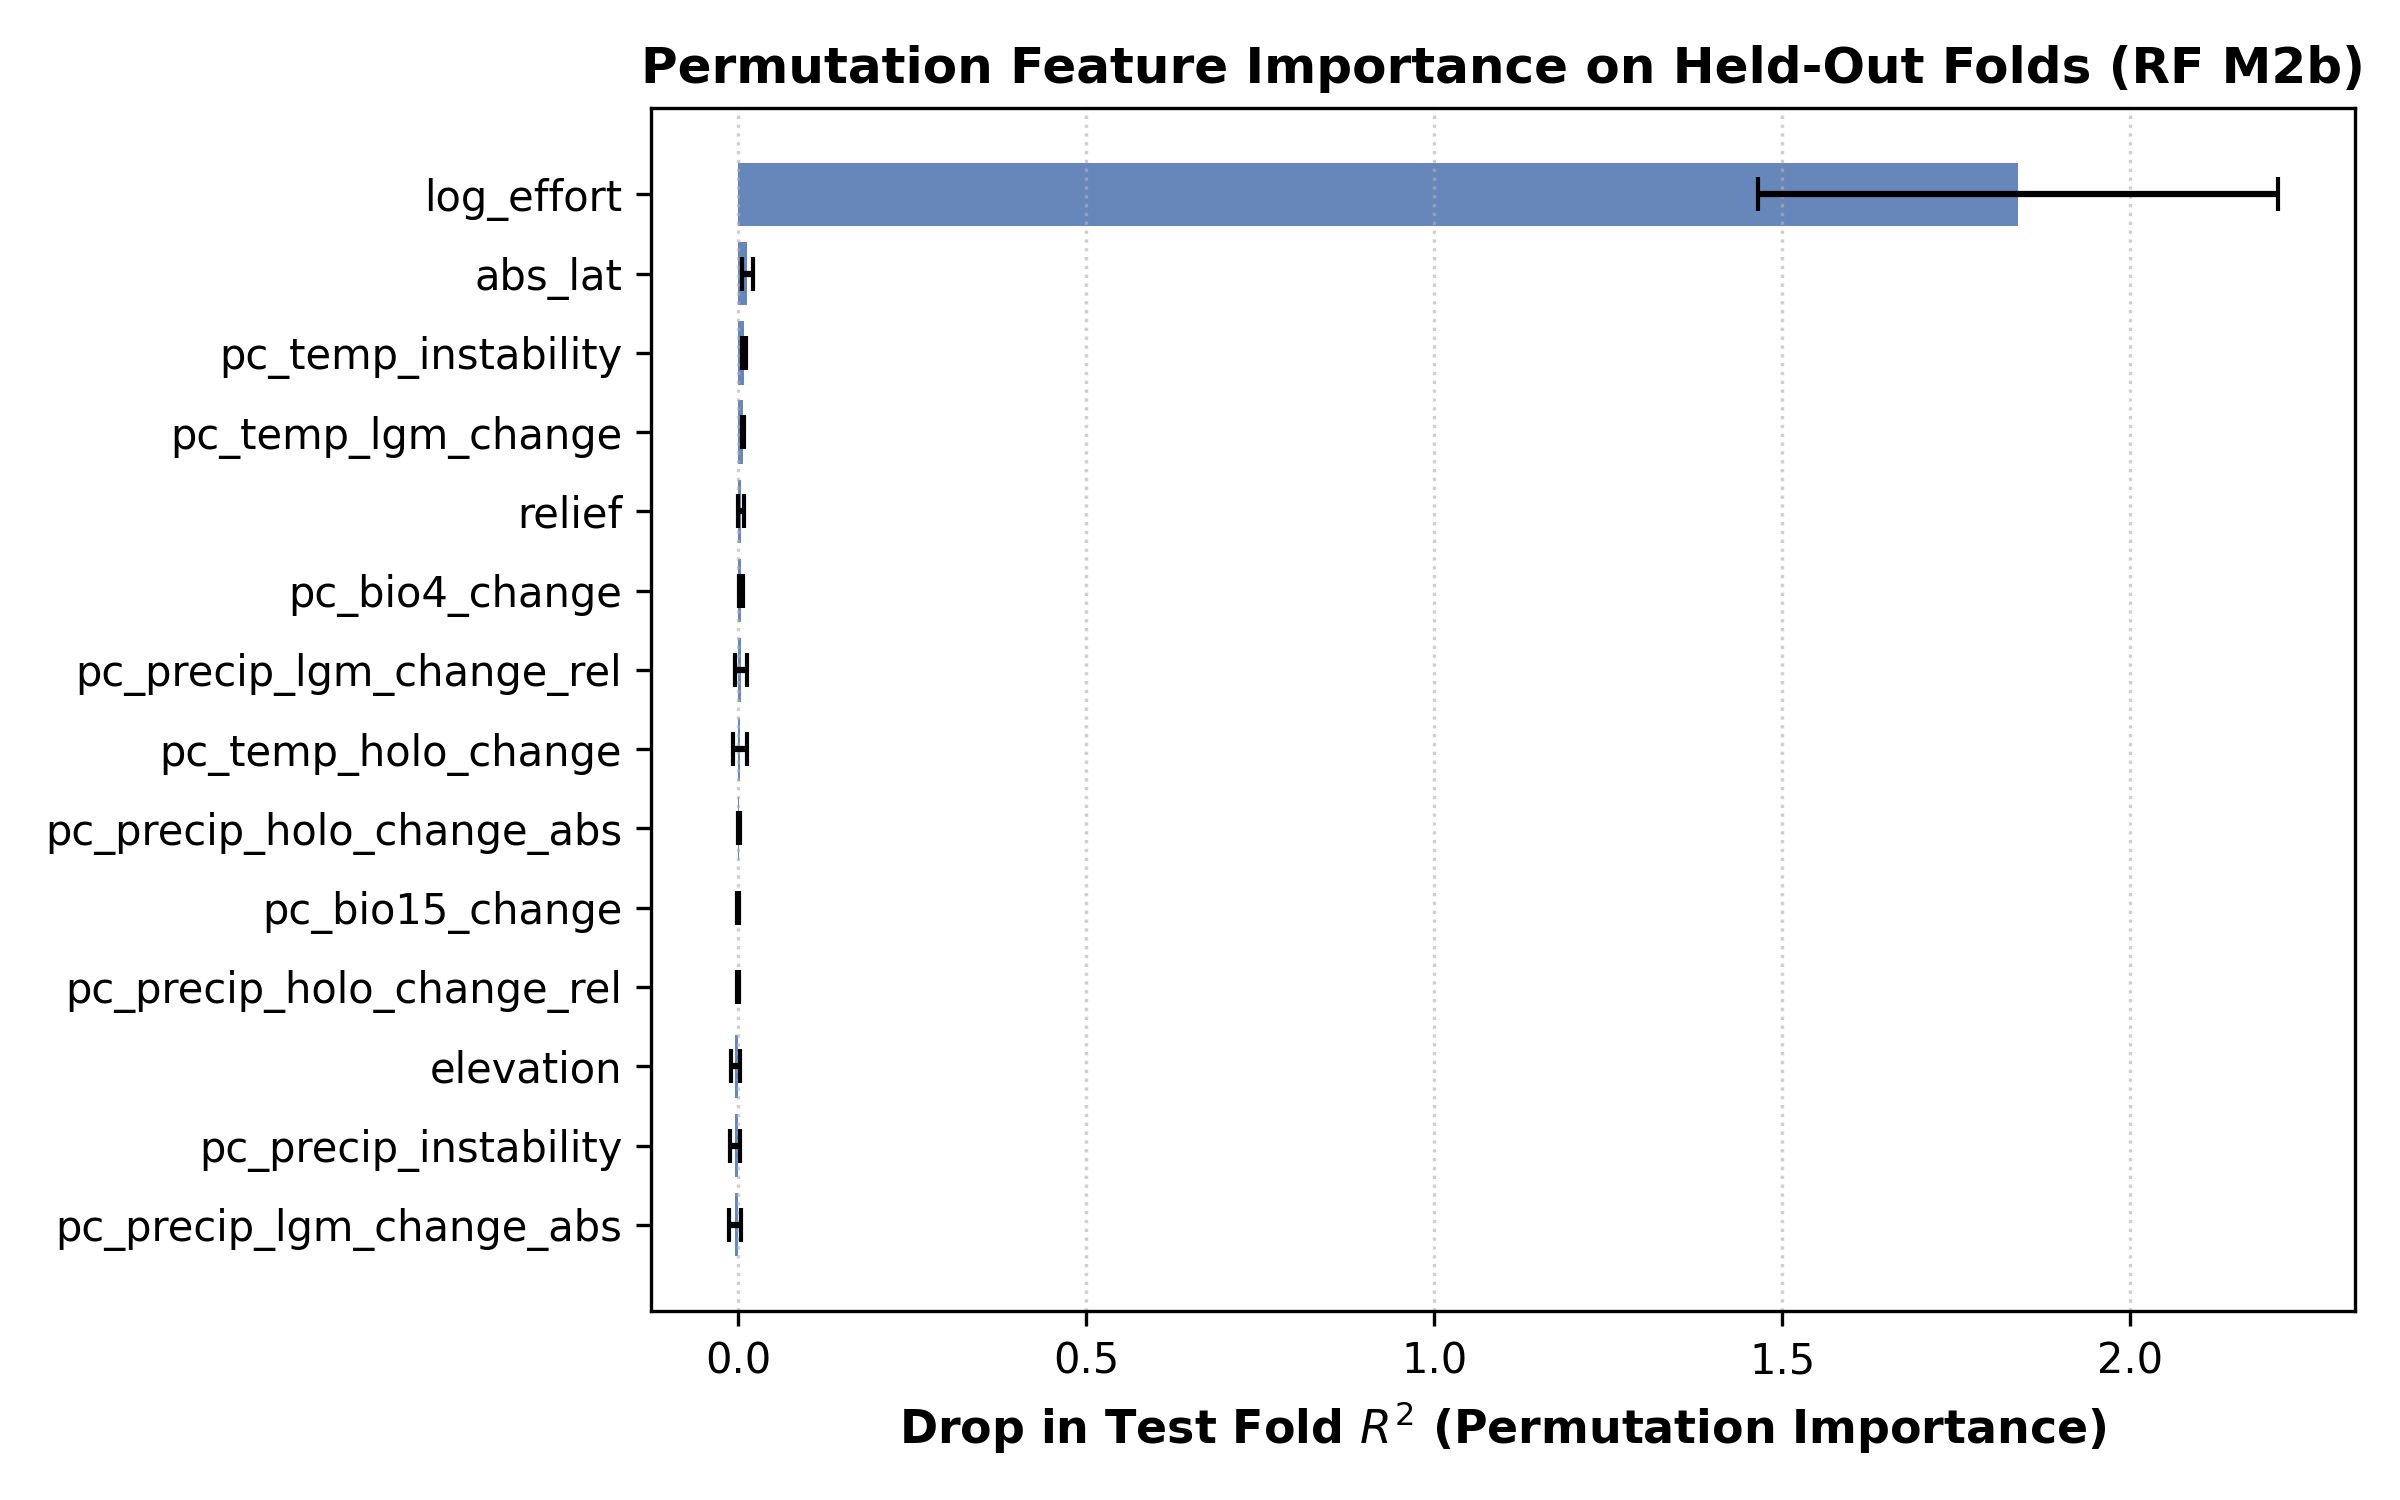 Permutation Feature Importance on Held-Out Folds (RF M2b)
log_effort
abs_lat
pc_temp_instability
pc_temp_lgm_change
relief
pc_bio4_change
pc_precip_lgm_change_rel
pc_temp_holo_change
pc_precip_holo_change_abs
pc_bio15_change
pc_precip_holo_change_rel
elevation
pc_precip_instability
pc_precip_lgm_change_abs
0.0 0.5 1.0 1.5 2.0
Drop in Test Fold R² (Permutation Importance)